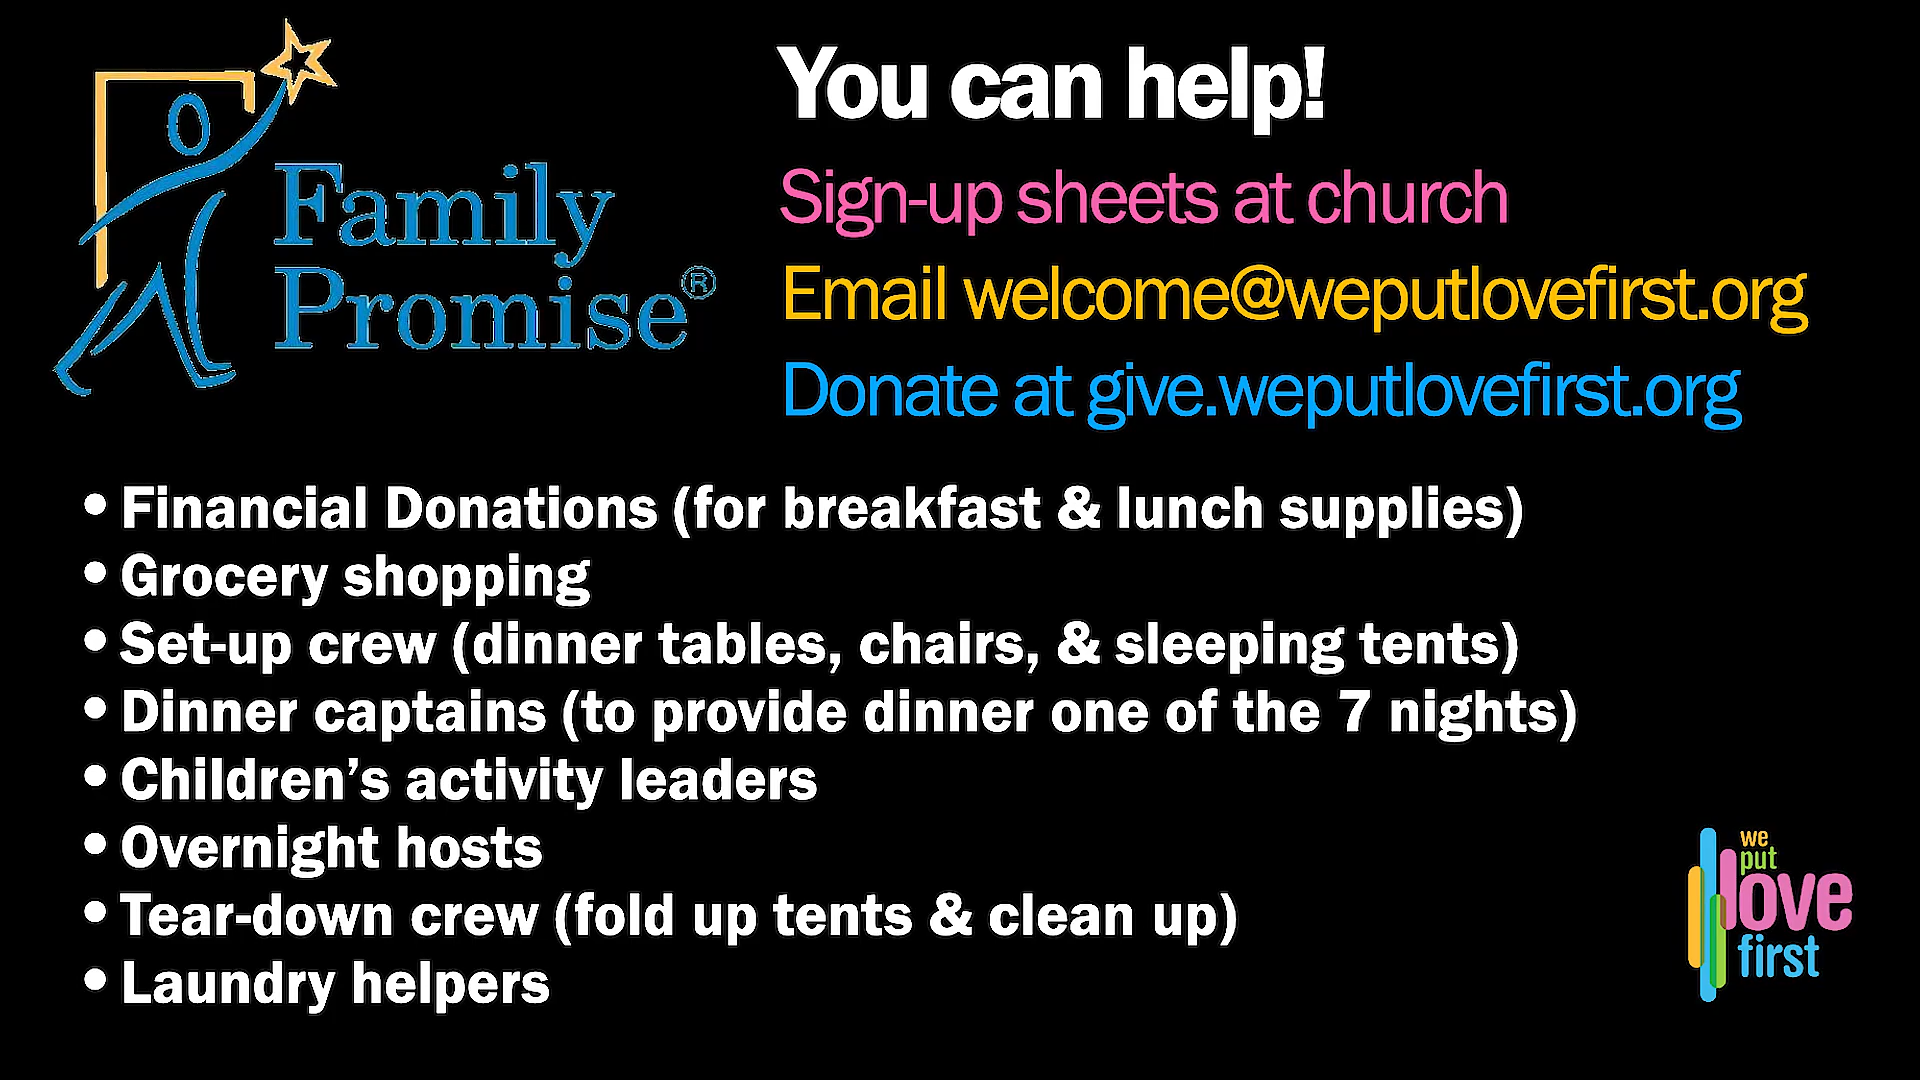 Family
Promise®
You can help!
Sign-up sheets at church
Email welcome@weputlovefirst.org
Donate at give.weputlovefirst.org
• Financial Donations (for breakfast & lunch supplies)
• Grocery shopping
• Set-up crew (dinner tables, chairs, & sleeping tents)
• Dinner captains (to provide dinner one of the 7 nights)
• Children’s activity leaders
• Overnight hosts
• Tear-down crew (fold up tents & clean up)
• Laundry helpers
we
put
love
first